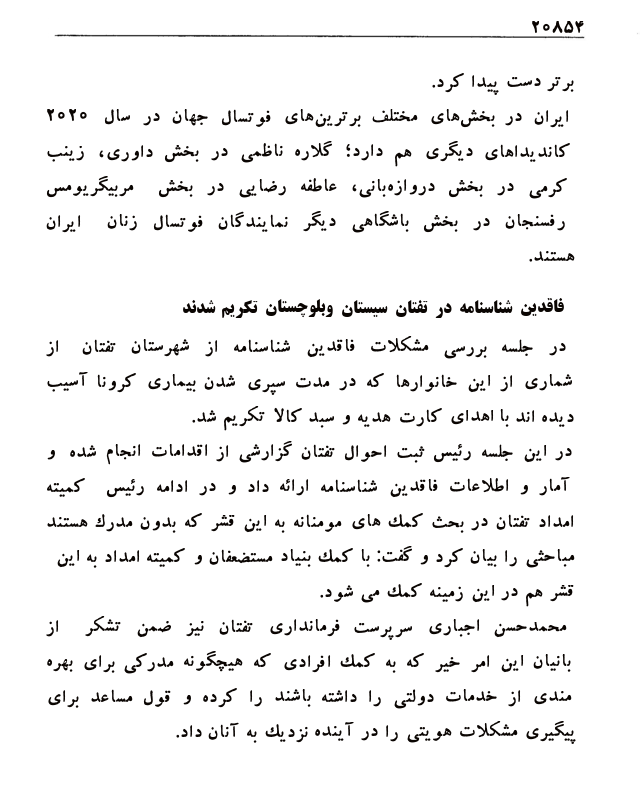 ۲۰۸۵۴
برتر دست پیدا کرد.
ایران در بخش‌های مختلف برترین‌های فوتسال جهان در سال ۲۰۲۰
کاندیداهای دیگری هم دارد؛ گلاره ناظمی در بخش داوری، زینب
کرمی در بخش دروازه‌بانی، عاطفه رضایی در بخش مربیگریومس
رفسنجان در بخش باشگاهی دیگر نمایندگان فوتسال زنان ایران
هستند.
فاقدین شناسنامه در تفتان سیستان وبلوچستان تکریم شدند
در جلسه بررسی مشکلات فاقدین شناسنامه از شهرستان تفتان از
شماری از این خانوارها که در مدت سپری شدن بیماری کرونا آسیب
دیده اند با اهدای کارت هدیه و سبد کالا تکریم شد.
در این جلسه رئیس ثبت احوال تفتان گزارشی از اقدامات انجام شده و
آمار و اطلاعات فاقدین شناسنامه ارائه داد و در ادامه رئیس کمیته
امداد تفتان در بحث کمك های مومنانه به این قشر که بدون مدرك هستند
مباحثی را بیان کرد و گفت: با کمك بنیاد مستضعفان و کمیته امداد به این
قشر هم در این زمینه کمك می شود.
محمدحسن اجباری سرپرست فرمانداری تفتان نیز ضمن تشکر از
بانیان این امر خیر که به کمك افرادی که هیچگونه مدرکی برای بهره
مندی از خدمات دولتی را داشته باشند را کرده و قول مساعد برای
پیگیری مشکلات هویتی را در آینده نزدیك به آنان داد.